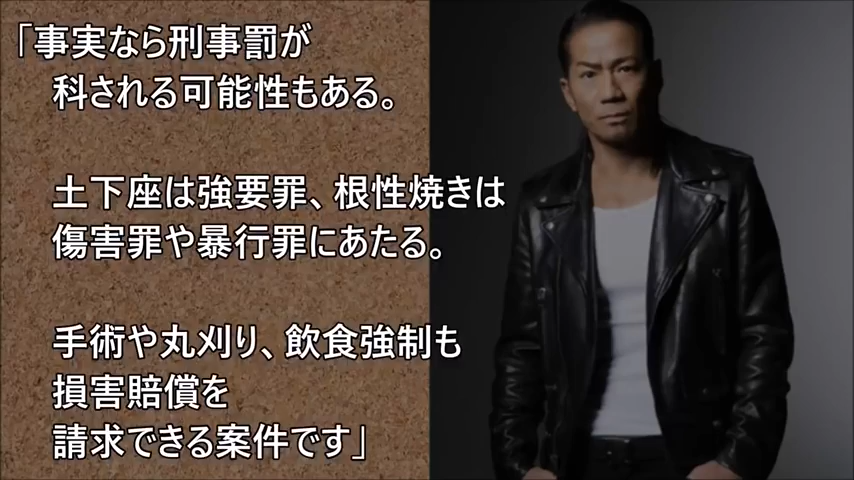 「事実なら刑事罰が
科される可能性もある。
土下座は強要罪、根性焼きは
傷害罪や暴行罪にあたる。
手術や丸刈り、飲食強制も
損害賠償を
請求できる案件です」